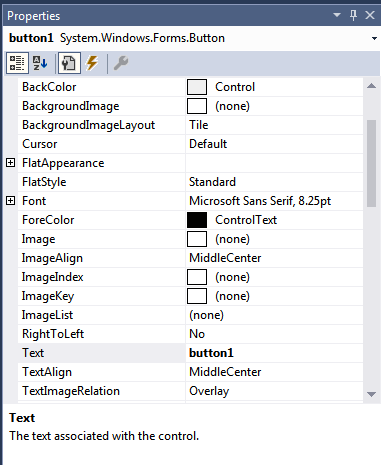 Properties
button1 System.Windows.Forms.Button
BackColor Control
BackgroundImage (none)
BackgroundImageLayout Tile
Cursor Default
FlatAppearance
FlatStyle Standard
Font Microsoft Sans Serif, 8.25pt
ForeColor ControlText
Image (none)
ImageAlign MiddleCenter
ImageIndex (none)
ImageKey (none)
ImageList (none)
RightToLeft No
Text button1
TextAlign MiddleCenter
TextImageRelation Overlay
Text
The text associated with the control.